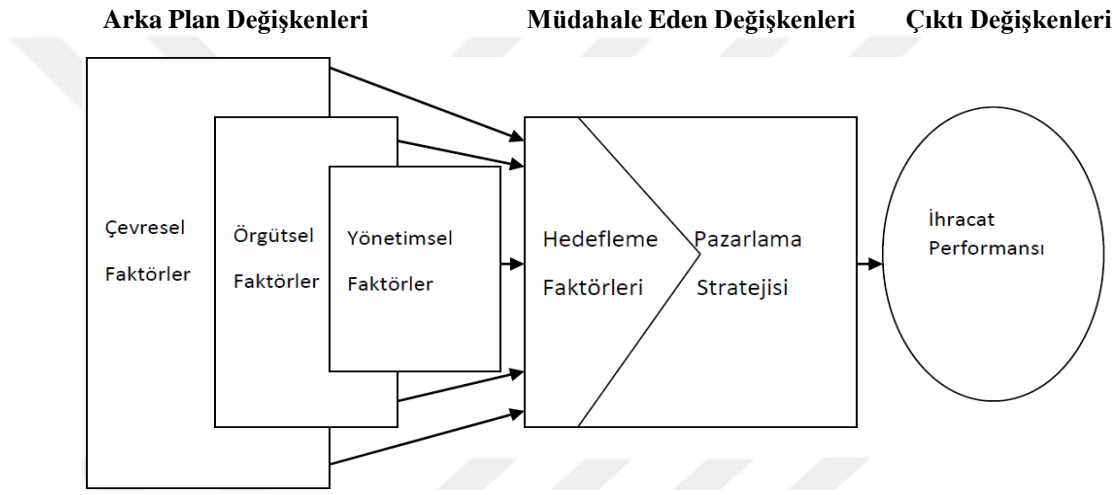 Arka Plan Değişkenleri
Müdahale Eden Değişkenleri
Çıktı Değişkenleri
Çevresel
Faktörler
Örgütsel
Faktörler
Yönetimsel
Faktörler
Hedefleme
Faktörleri
Pazarlama
Stratejisi
İhracat
Performansı